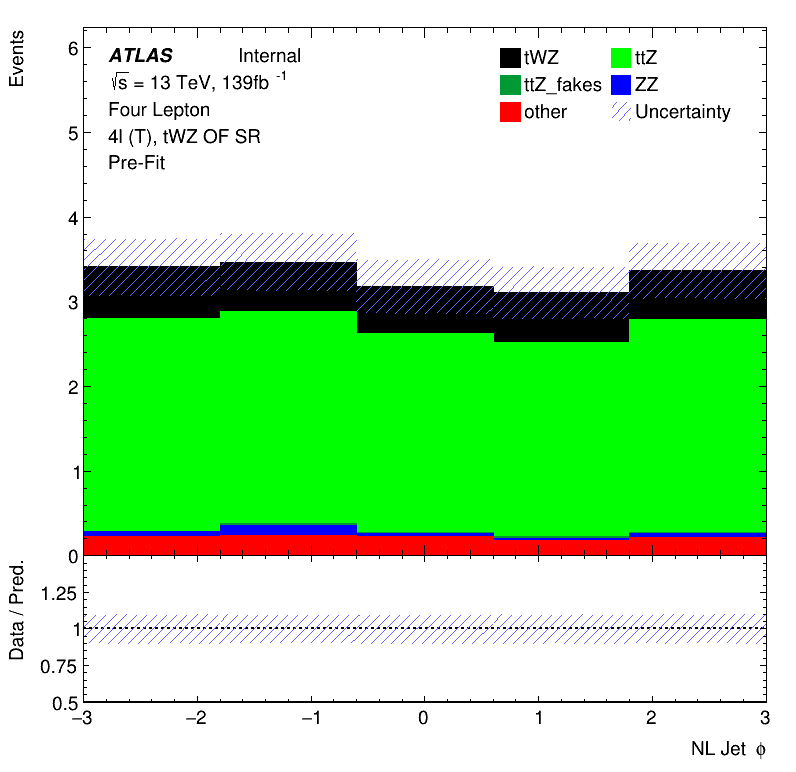 Events
ATLAS Internal
√s = 13 TeV, 139fb⁻¹
Four Lepton
4l (T), tWZ OF SR
Pre-Fit
tWZ ttZ
ttZ_fakes ZZ
other Uncertainty
6
5
4
3
2
1
0
Data / Pred.
1.25
1
0.75
0.5
−3 −2 −1 0 1 2 3
NL Jet ϕ